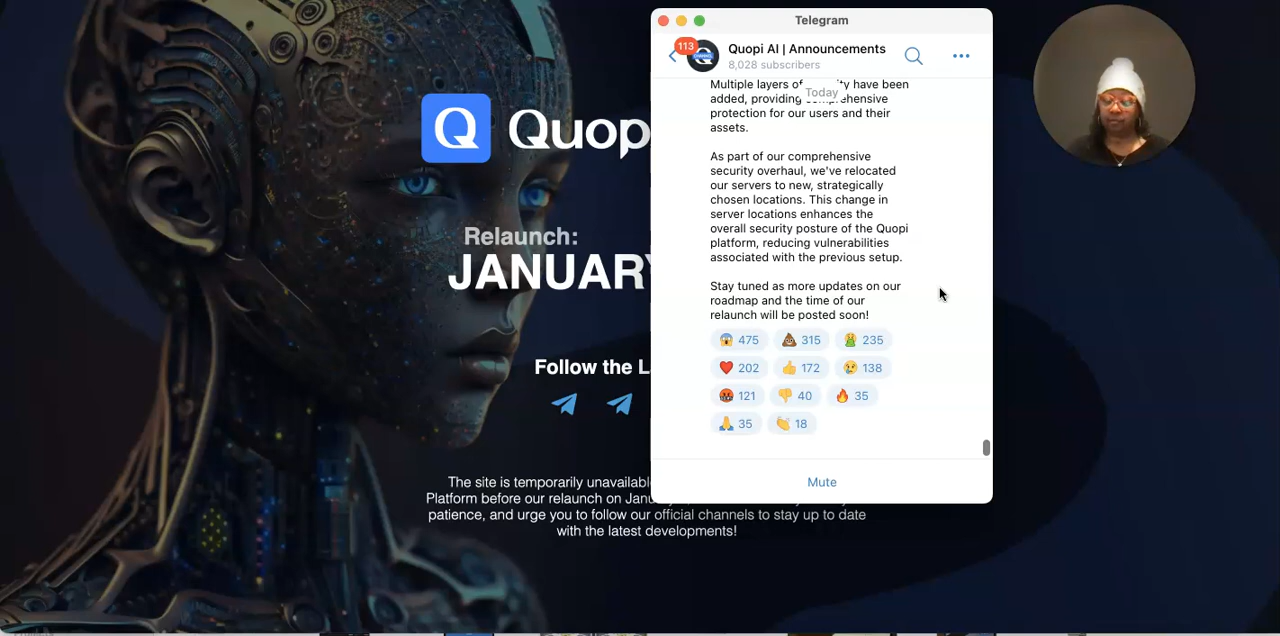 Telegram
113
Quopi AI | Announcements
8,028 subscribers
Multiple layers of have been
Today
added, providing comprehensive
protection for our users and their
assets.
As part of our comprehensive
security overhaul, we've relocated
our servers to new, strategically
chosen locations. This change in
server locations enhances the
overall security posture of the Quopi
platform, reducing vulnerabilities
associated with the previous setup.
Stay tuned as more updates on our
roadmap and the time of our
relaunch will be posted soon!
😱 475 💩 315 🤮 235
❤️ 202 👍 172 😢 138
🤬 121 👎 40 🔥 35
🙏 35 👏 18
Mute
Q Quop
Relaunch:
JANUARY
Follow the L
The site is temporarily unavailable
Platform before our relaunch on
patience, and urge you to follow our official channels to stay up to date
with the latest developments!